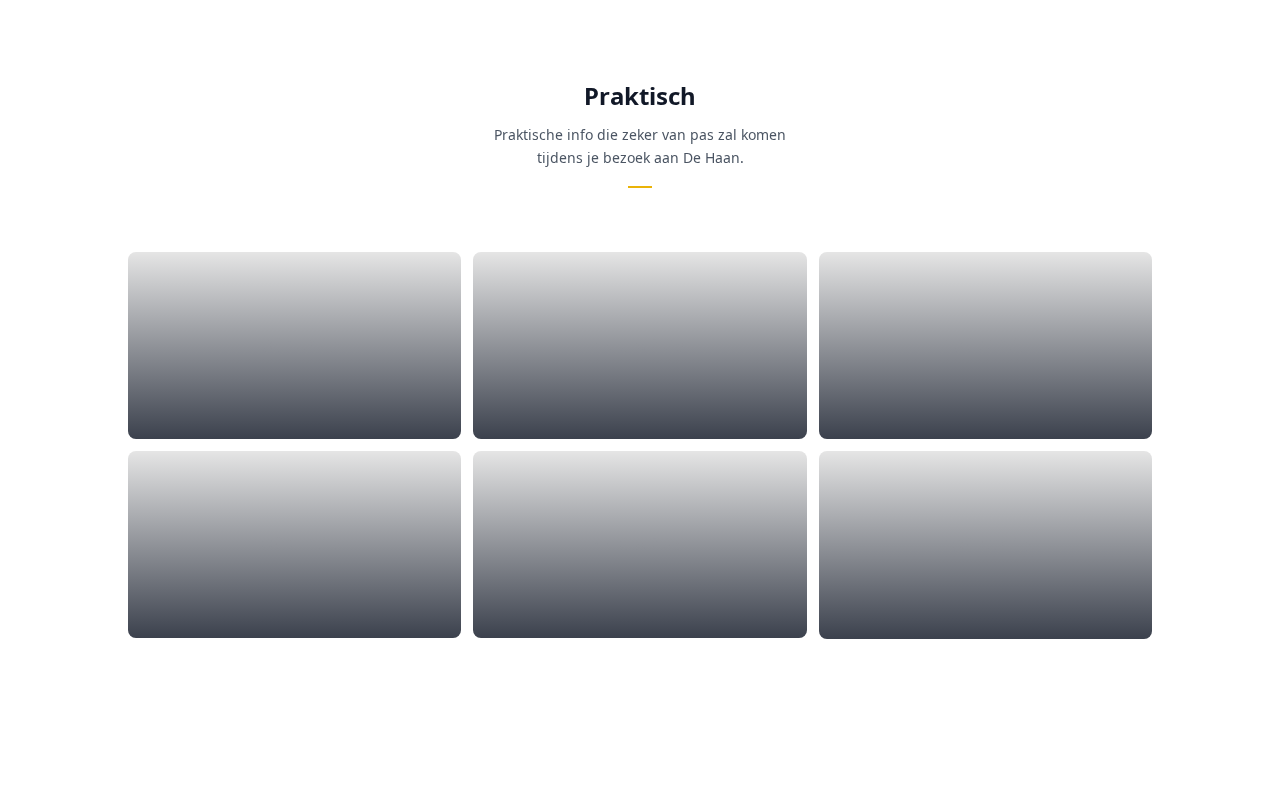 Praktisch
Praktische info die zeker van pas zal komen
tijdens je bezoek aan De Haan.